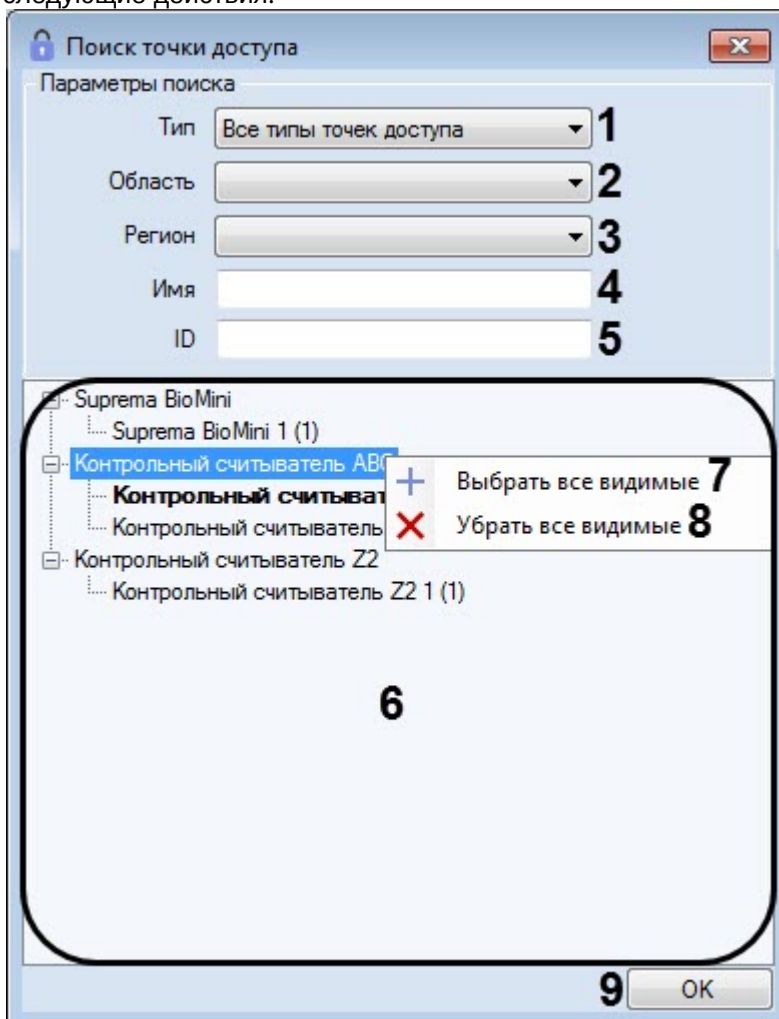 следующие действия:
Поиск точки доступа
Параметры поиска
Тип Все типы точек доступа 1
Область 2
Регион 3
Имя 4
ID 5
Suprema BioMini
Suprema BioMini 1 (1)
Контрольный считыватель
Выбрать все видимые 7
Контрольный
Контрольный считыватель
Убрать все видимые 8
Контрольный считыватель Z2
Контрольный считыватель Z2 1 (1)
6
9 OK